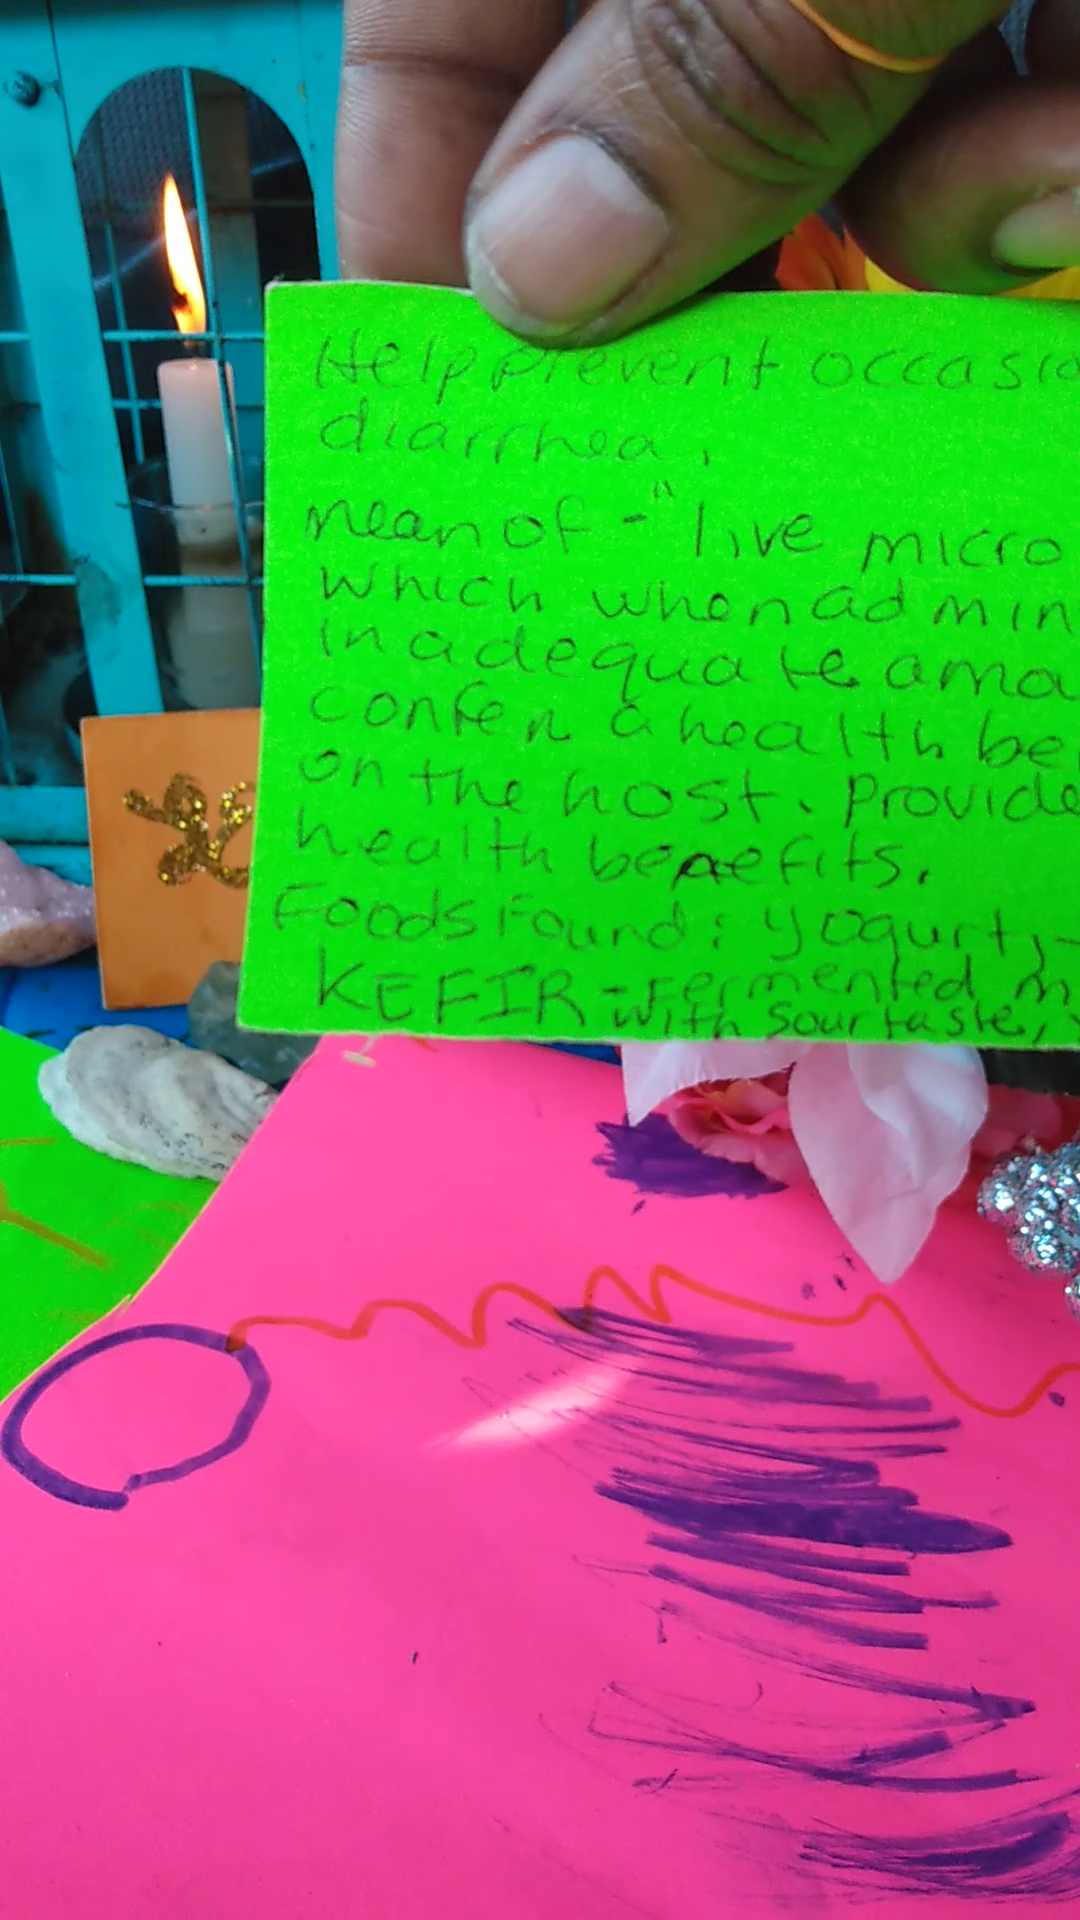 Help prevent occasio
diarrhea.
mean of - "live micro
which when admin
in adequate amou
confer a health be
on the host. Provide
health benefits.
Foods Found: yogurt, -
KEFIR - Fermented m
with sour taste,